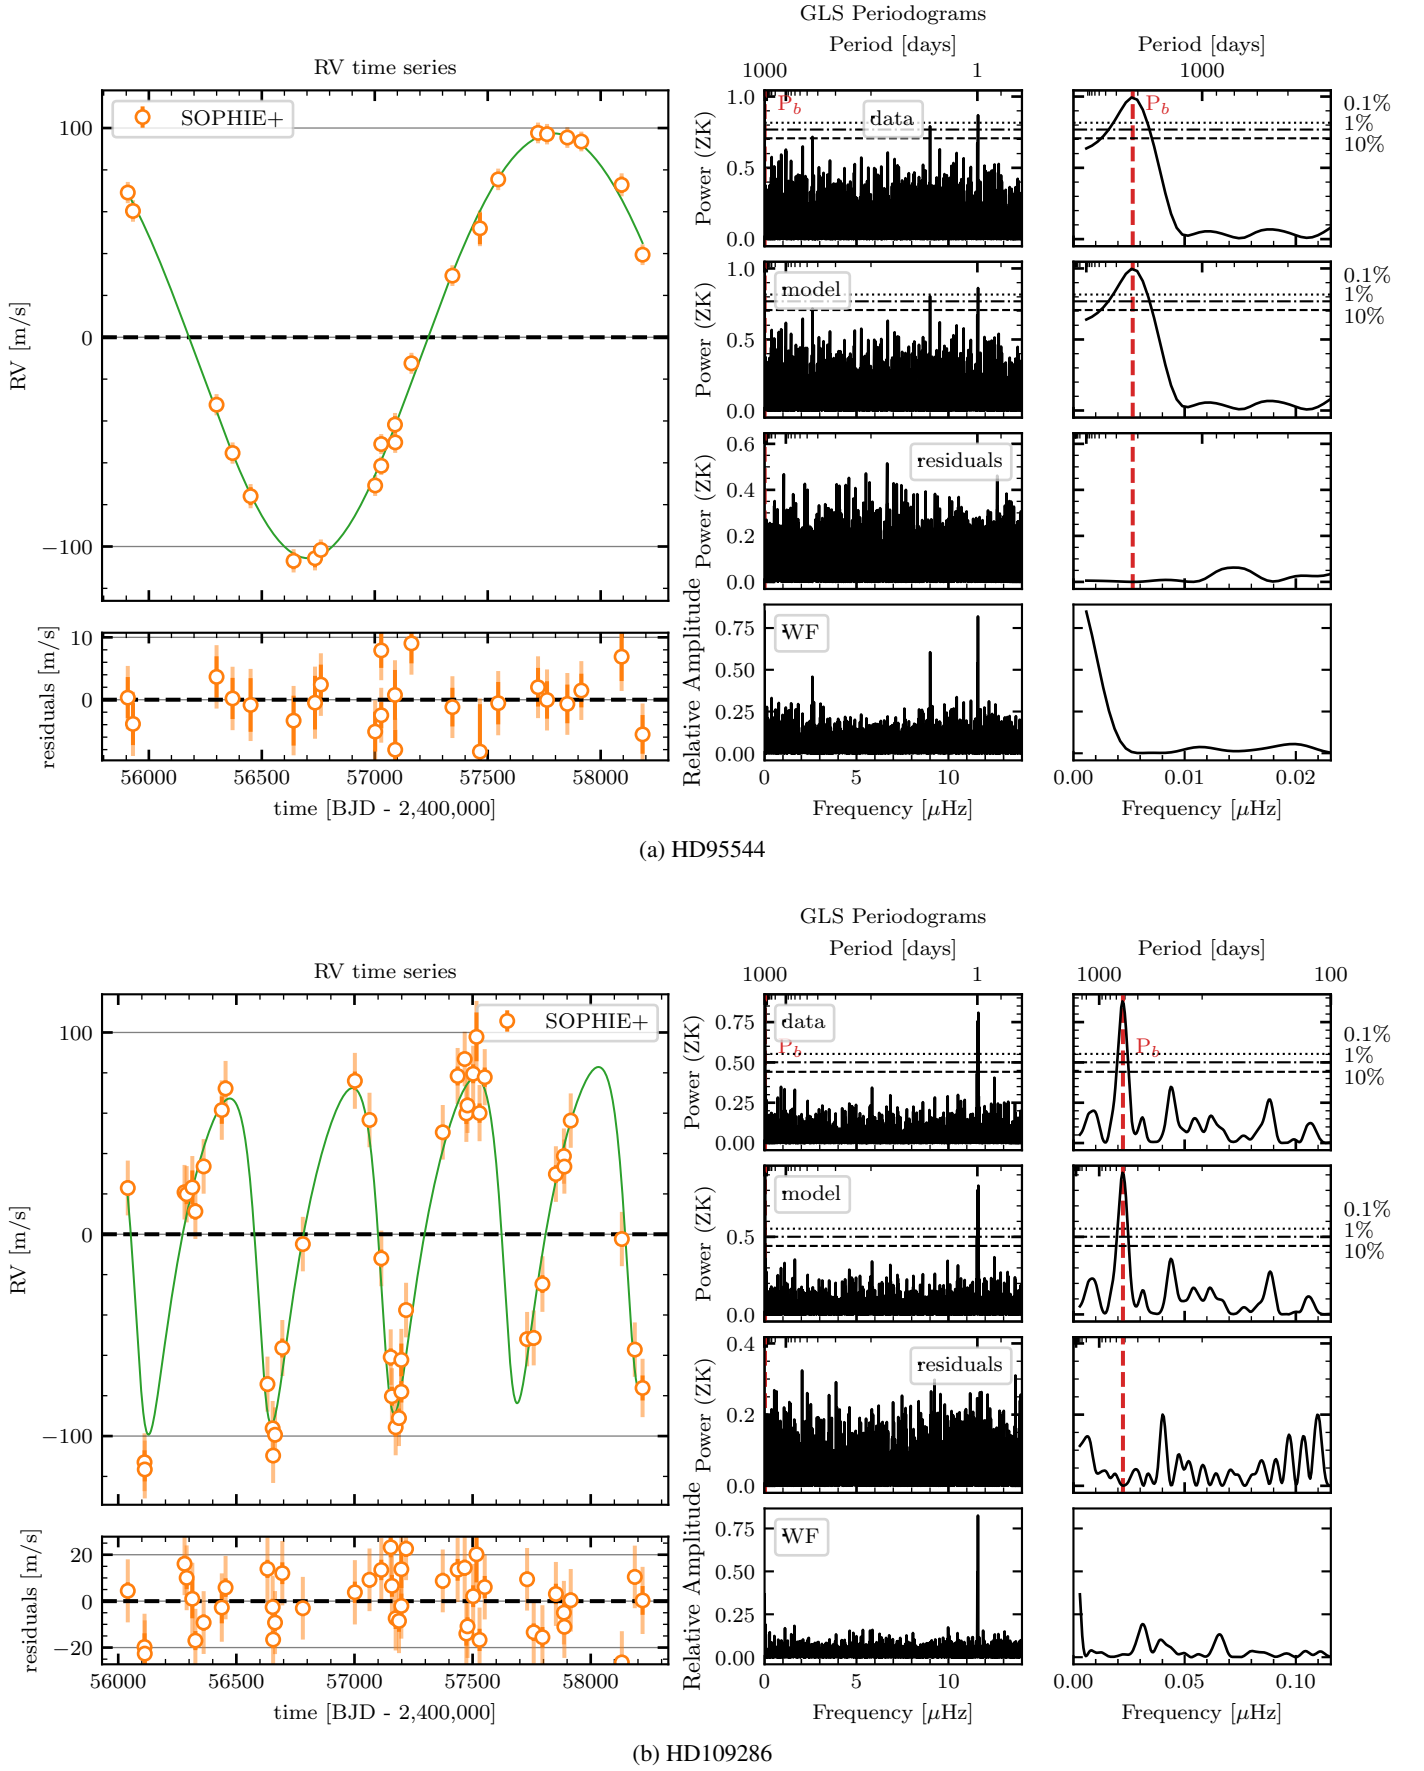 GLS Periodograms
RV time series
Period [days]
Period [days]
1000
1
1000
SOPHIE+
100
0
−100
RV [m/s]
1.0
0.5
0.0
Power (ZK)
P_b
data
P_b
0.1%
1%
10%
1.0
0.5
0.0
Power (ZK)
model
0.1%
1%
10%
0.6
0.4
0.2
0.0
Power (ZK)
residuals
10
0
residuals [m/s]
56000
56500
57000
57500
58000
time [BJD - 2,400,000]
0.75
0.50
0.25
0.00
Relative Amplitude
WF
0
5
10
Frequency [μHz]
0.00
0.01
0.02
Frequency [μHz]
(a) HD95544
GLS Periodograms
RV time series
Period [days]
Period [days]
1000
1
1000
100
SOPHIE+
100
0
−100
RV [m/s]
0.75
0.50
0.25
0.00
Power (ZK)
data
P_b
P_b
0.1%
1%
10%
0.5
0.0
Power (ZK)
model
0.1%
1%
10%
0.4
0.2
0.0
Power (ZK)
residuals
20
0
−20
residuals [m/s]
56000
56500
57000
57500
58000
time [BJD - 2,400,000]
0.75
0.50
0.25
0.00
Relative Amplitude
WF
0
5
10
Frequency [μHz]
0.00
0.05
0.10
Frequency [μHz]
(b) HD109286